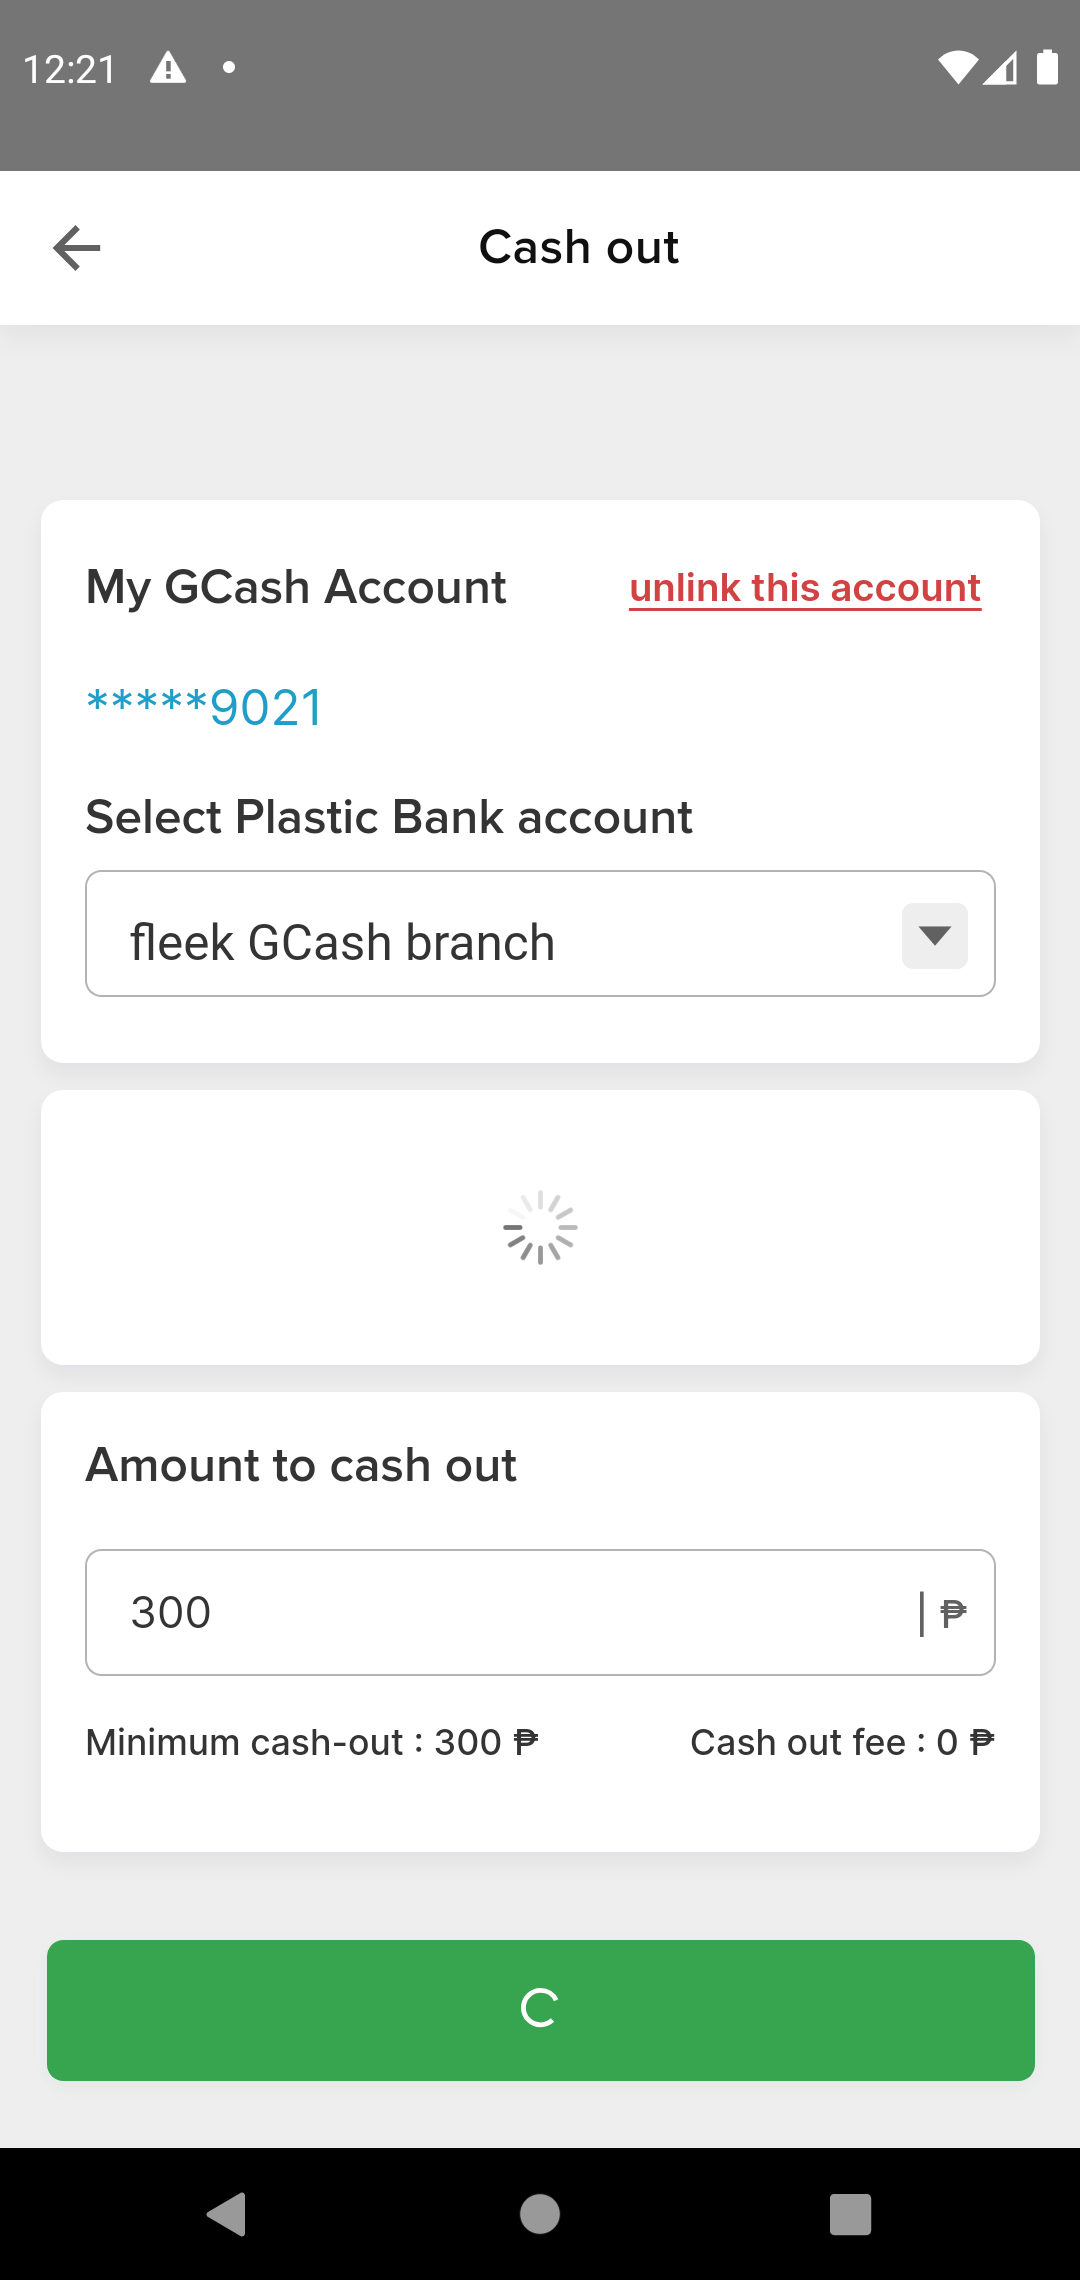 12:21
Cash out
My GCash Account
unlink this account
*****9021
Select Plastic Bank account
fleek GCash branch
Amount to cash out
300 | ₱
Minimum cash-out : 300 ₱
Cash out fee : 0 ₱